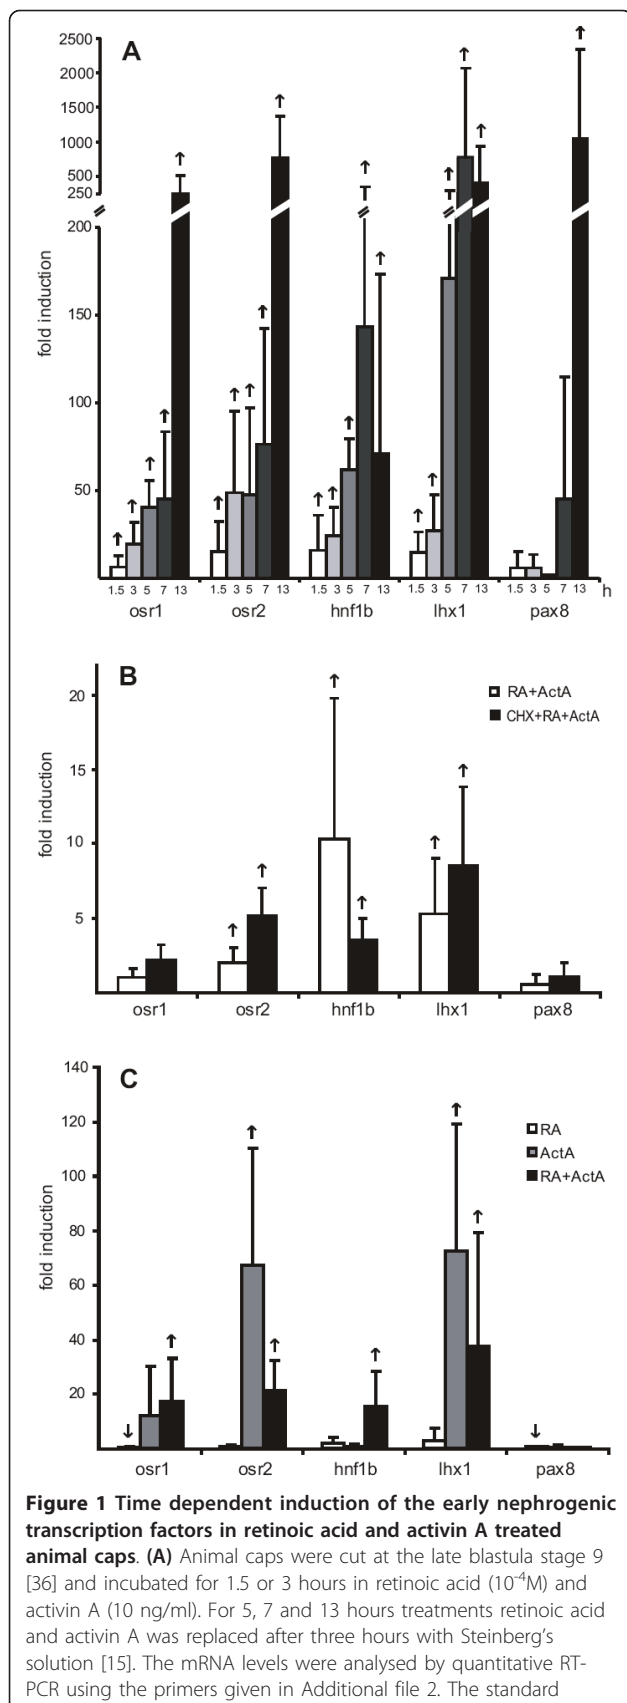 A
2500
2000
1500
1000
500
250
200
150
100
50
fold induction
1.5 3 5 7 13 1.5 3 5 7 13 1.5 3 5 7 13 1.5 3 5 7 13 1.5 3 5 7 13 h
osr1 osr2 hnf1b lhx1 pax8
B
20
15
10
5
fold induction
RA+ActA
CHX+RA+ActA
osr1 osr2 hnf1b lhx1 pax8
C
140
120
100
80
60
40
20
fold induction
RA
ActA
RA+ActA
osr1 osr2 hnf1b lhx1 pax8
Figure 1 Time dependent induction of the early nephrogenic
transcription factors in retinoic acid and activin A treated
animal caps. (A) Animal caps were cut at the late blastula stage 9
[36] and incubated for 1.5 or 3 hours in retinoic acid (10-4M) and
activin A (10 ng/ml). For 5, 7 and 13 hours treatments retinoic acid
and activin A was replaced after three hours with Steinberg's
solution [15]. The mRNA levels were analysed by quantitative RT-
PCR using the primers given in Additional file 2. The standard